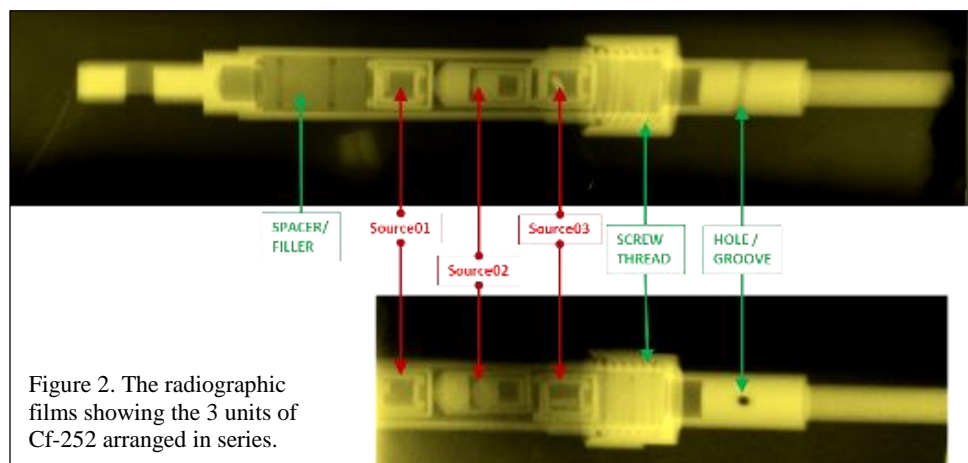 SPACER/
FILLER
Source01
Source02
Source03
SCREW
THREAD
HOLE /
GROOVE
Figure 2. The radiographic
films showing the 3 units of
Cf-252 arranged in series.